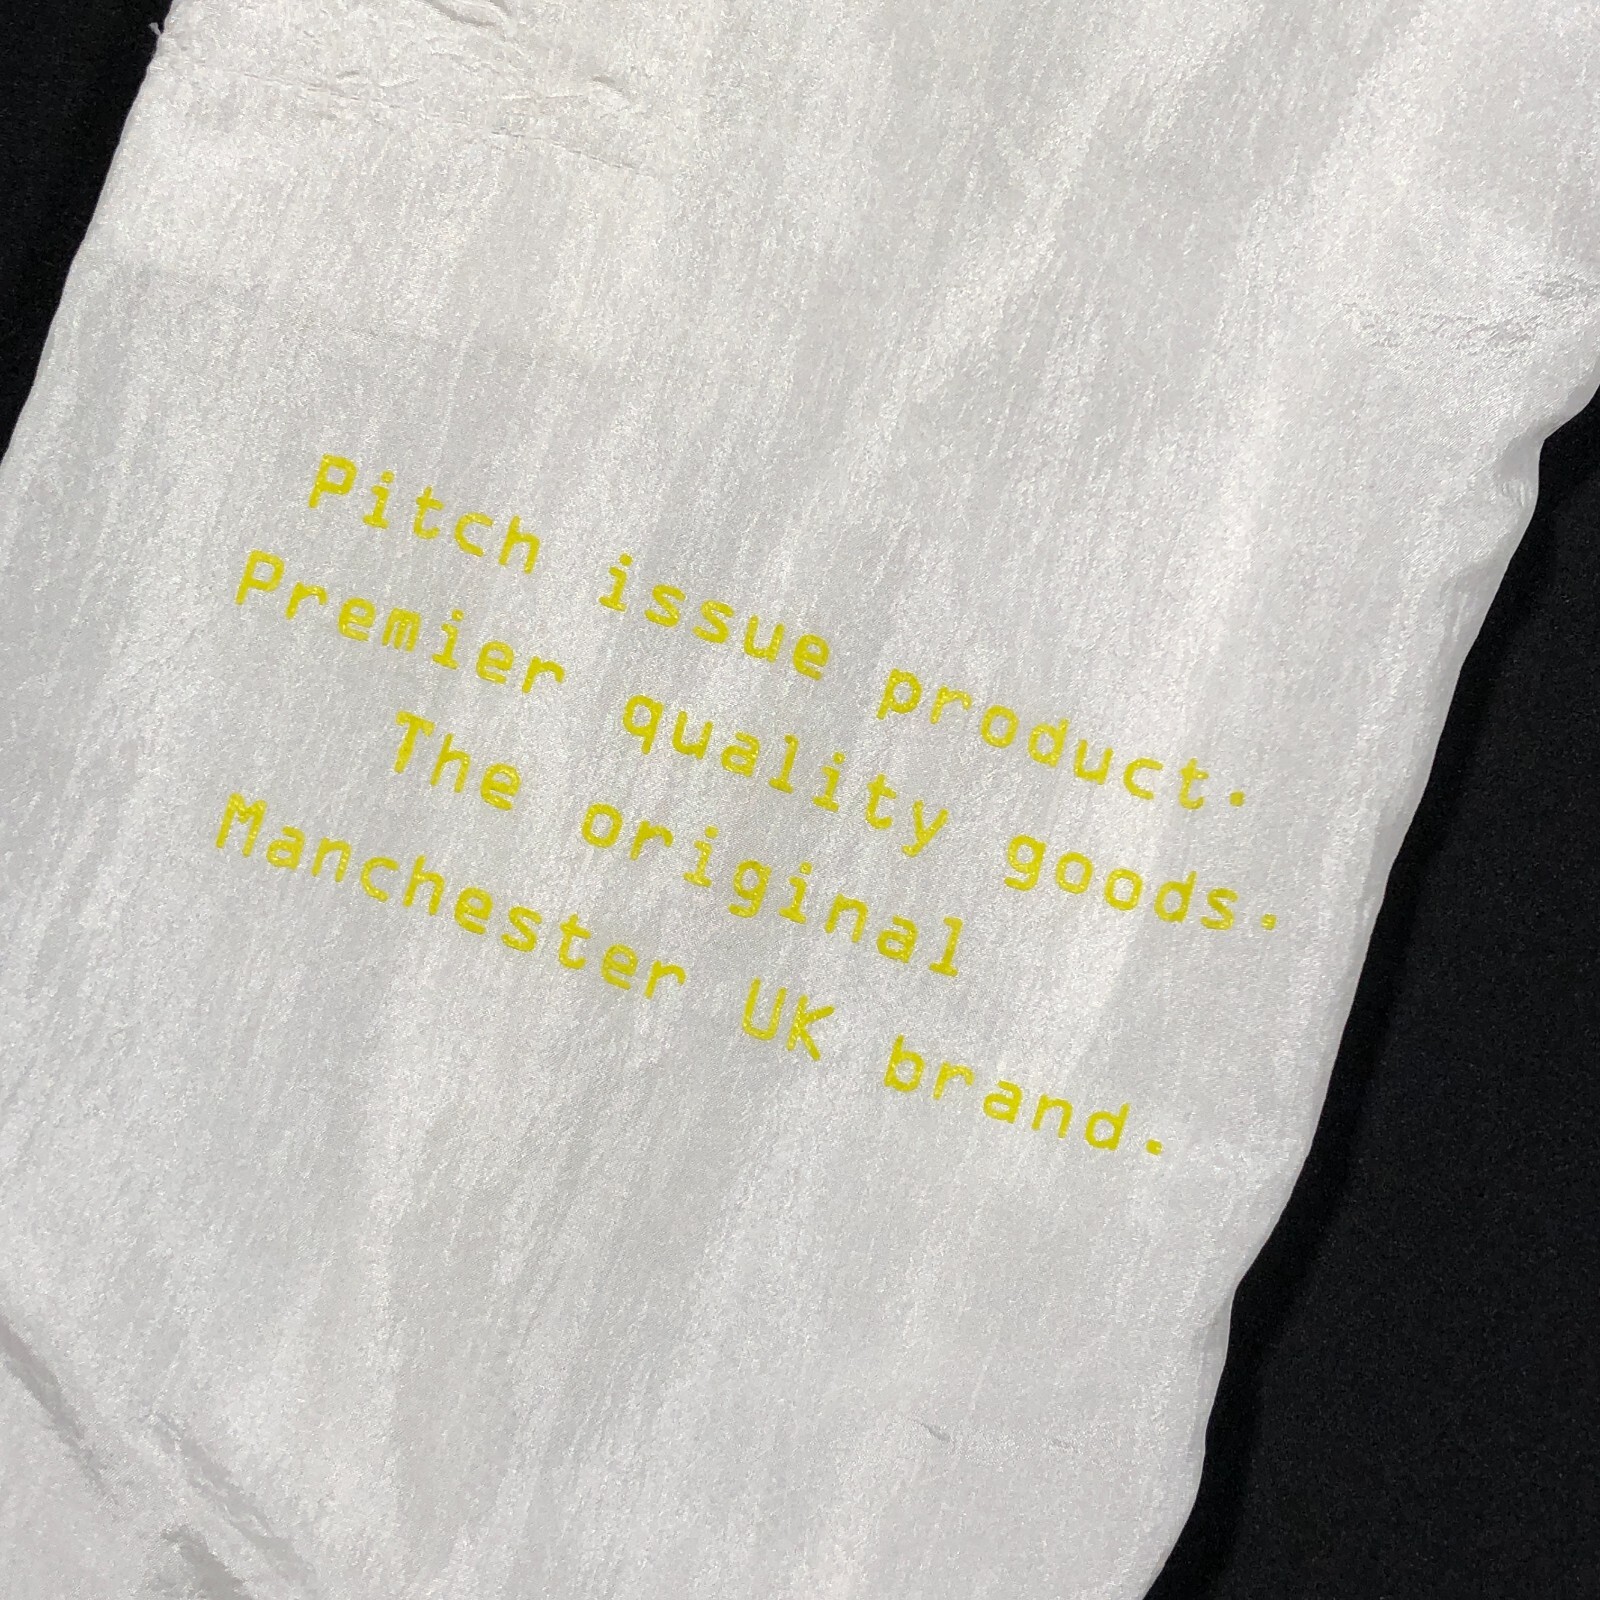 Pitch issue product.
Premier quality goods.
The original
Manchester UK brand.